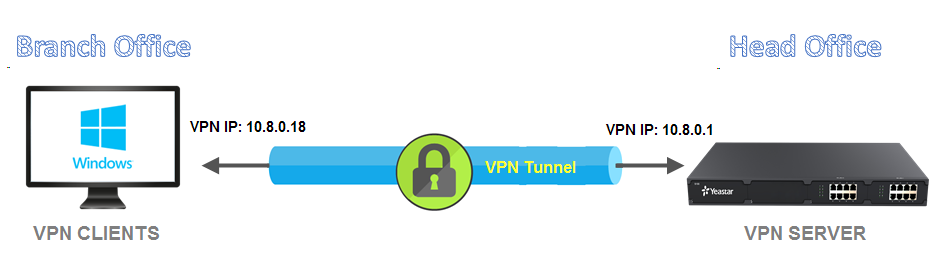 Branch Office
Head Office
VPN IP: 10.8.0.18
VPN IP: 10.8.0.1
Windows
VPN Tunnel
Yeastar
VPN CLIENTS
VPN SERVER